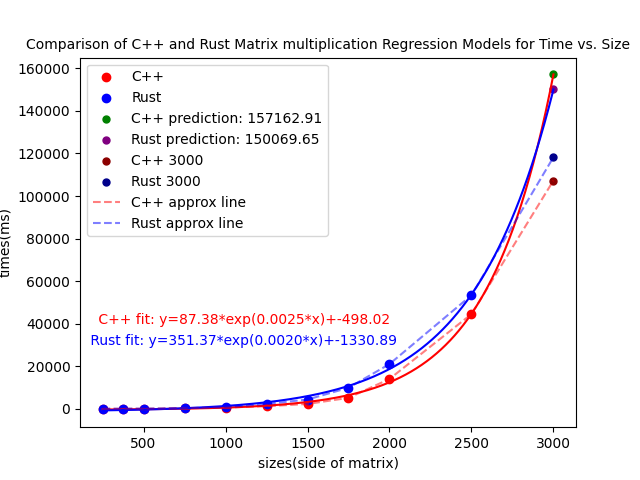 Comparison of C++ and Rust Matrix multiplication Regression Models for Time vs. Size
160000
140000
120000
100000
80000
60000
40000
20000
0
times(ms)
C++
Rust
C++ prediction: 157162.91
Rust prediction: 150069.65
C++ 3000
Rust 3000
C++ approx line
Rust approx line
C++ fit: y=87.38*exp(0.0025*x)+-498.02
Rust fit: y=351.37*exp(0.0020*x)+-1330.89
500 1000 1500 2000 2500 3000
sizes(side of matrix)